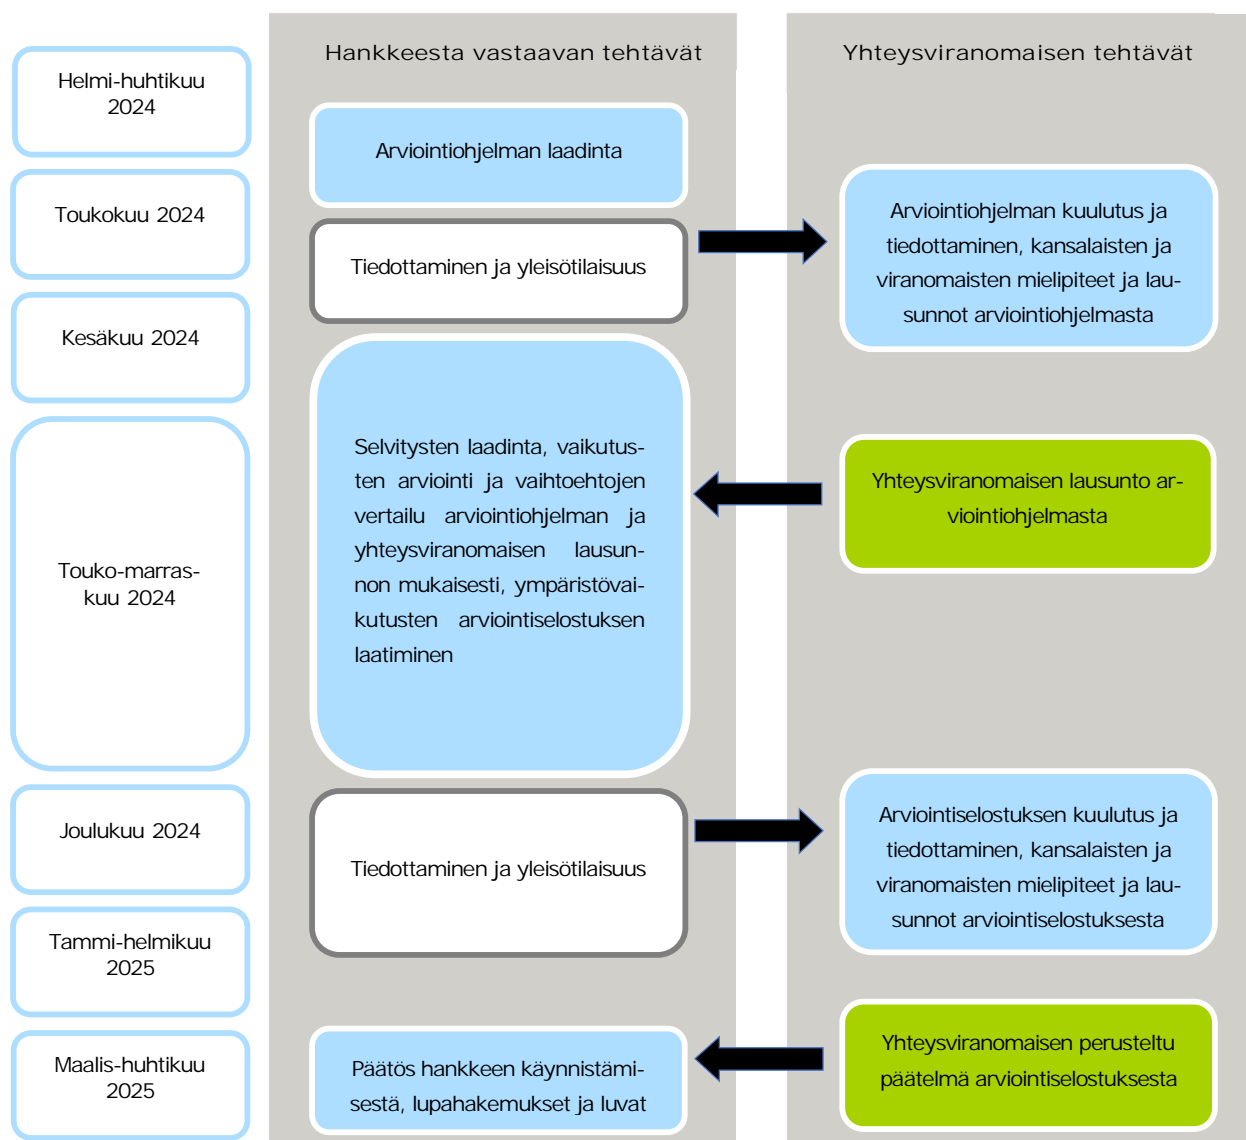 Hankkeesta vastaavan tehtävät
Yhteysviranomaisen tehtävät
Helmi-huhtikuu
2024
Toukokuu 2024
Kesäkuu 2024
Touko-marras-
kuu 2024
Joulukuu 2024
Tammi-helmikuu
2025
Maalis-huhtikuu
2025
Arviointiohjelman laadinta
Tiedottaminen ja yleisötilaisuus
Selvitysten laadinta, vaikutus-
ten arviointi ja vaihtoehtojen
vertailu arviointiohjelman ja
yhteysviranomaisen lausun-
non mukaisesti, ympäristövai-
kutusten arviointiselostuksen
laatiminen
Tiedottaminen ja yleisötilaisuus
Päätös hankkeen käynnistämi-
sestä, lupahakemukset ja luvat
Arviointiohjelman kuulutus ja
tiedottaminen, kansalaisten ja
viranomaisten mielipiteet ja lau-
sunnot arviointiohjelmasta
Yhteysviranomaisen lausunto ar-
viointiohjelmasta
Arviointiselostuksen kuulutus ja
tiedottaminen, kansalaisten ja
viranomaisten mielipiteet ja lau-
sunnot arviointiselostuksesta
Yhteysviranomaisen perusteltu
päätelmä arviointiselostuksesta